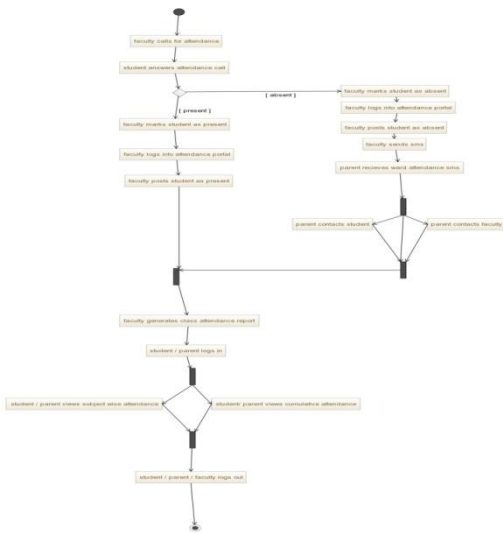 faculty calls for attendance
student answers attendance call
[ absent ]
[ present ]
faculty marks student as absent
faculty logs into attendance portal
faculty posts student as absent
faculty sends sms
parent recieves ward attendance sms
faculty marks student as present
faculty logs into attendance portal
faculty posts student as present
parent contacts student
parent contacts faculty
faculty generates class attendance report
student / parent logs in
student / parent views subject wise attendance
student/ parent views cumulative attendance
student / parent / faculty logs out